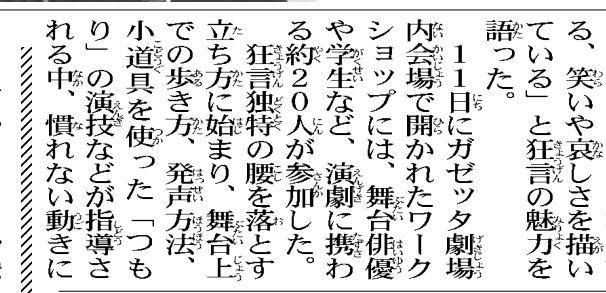 る、笑いや哀しさを描い
ている」と狂言の魅力を
語った。
11日にガゼッタ劇場
内会場で開かれたワーク
ショップには、舞台俳優
や学生など、演劇に携わ
る約20人が参加した。
狂言独特の腰を落とす
立ち方に始まり、舞台上
での歩き方、発声方法、
小道具を使った「つも
り」の演技などが指導さ
れる中、慣れない動きに